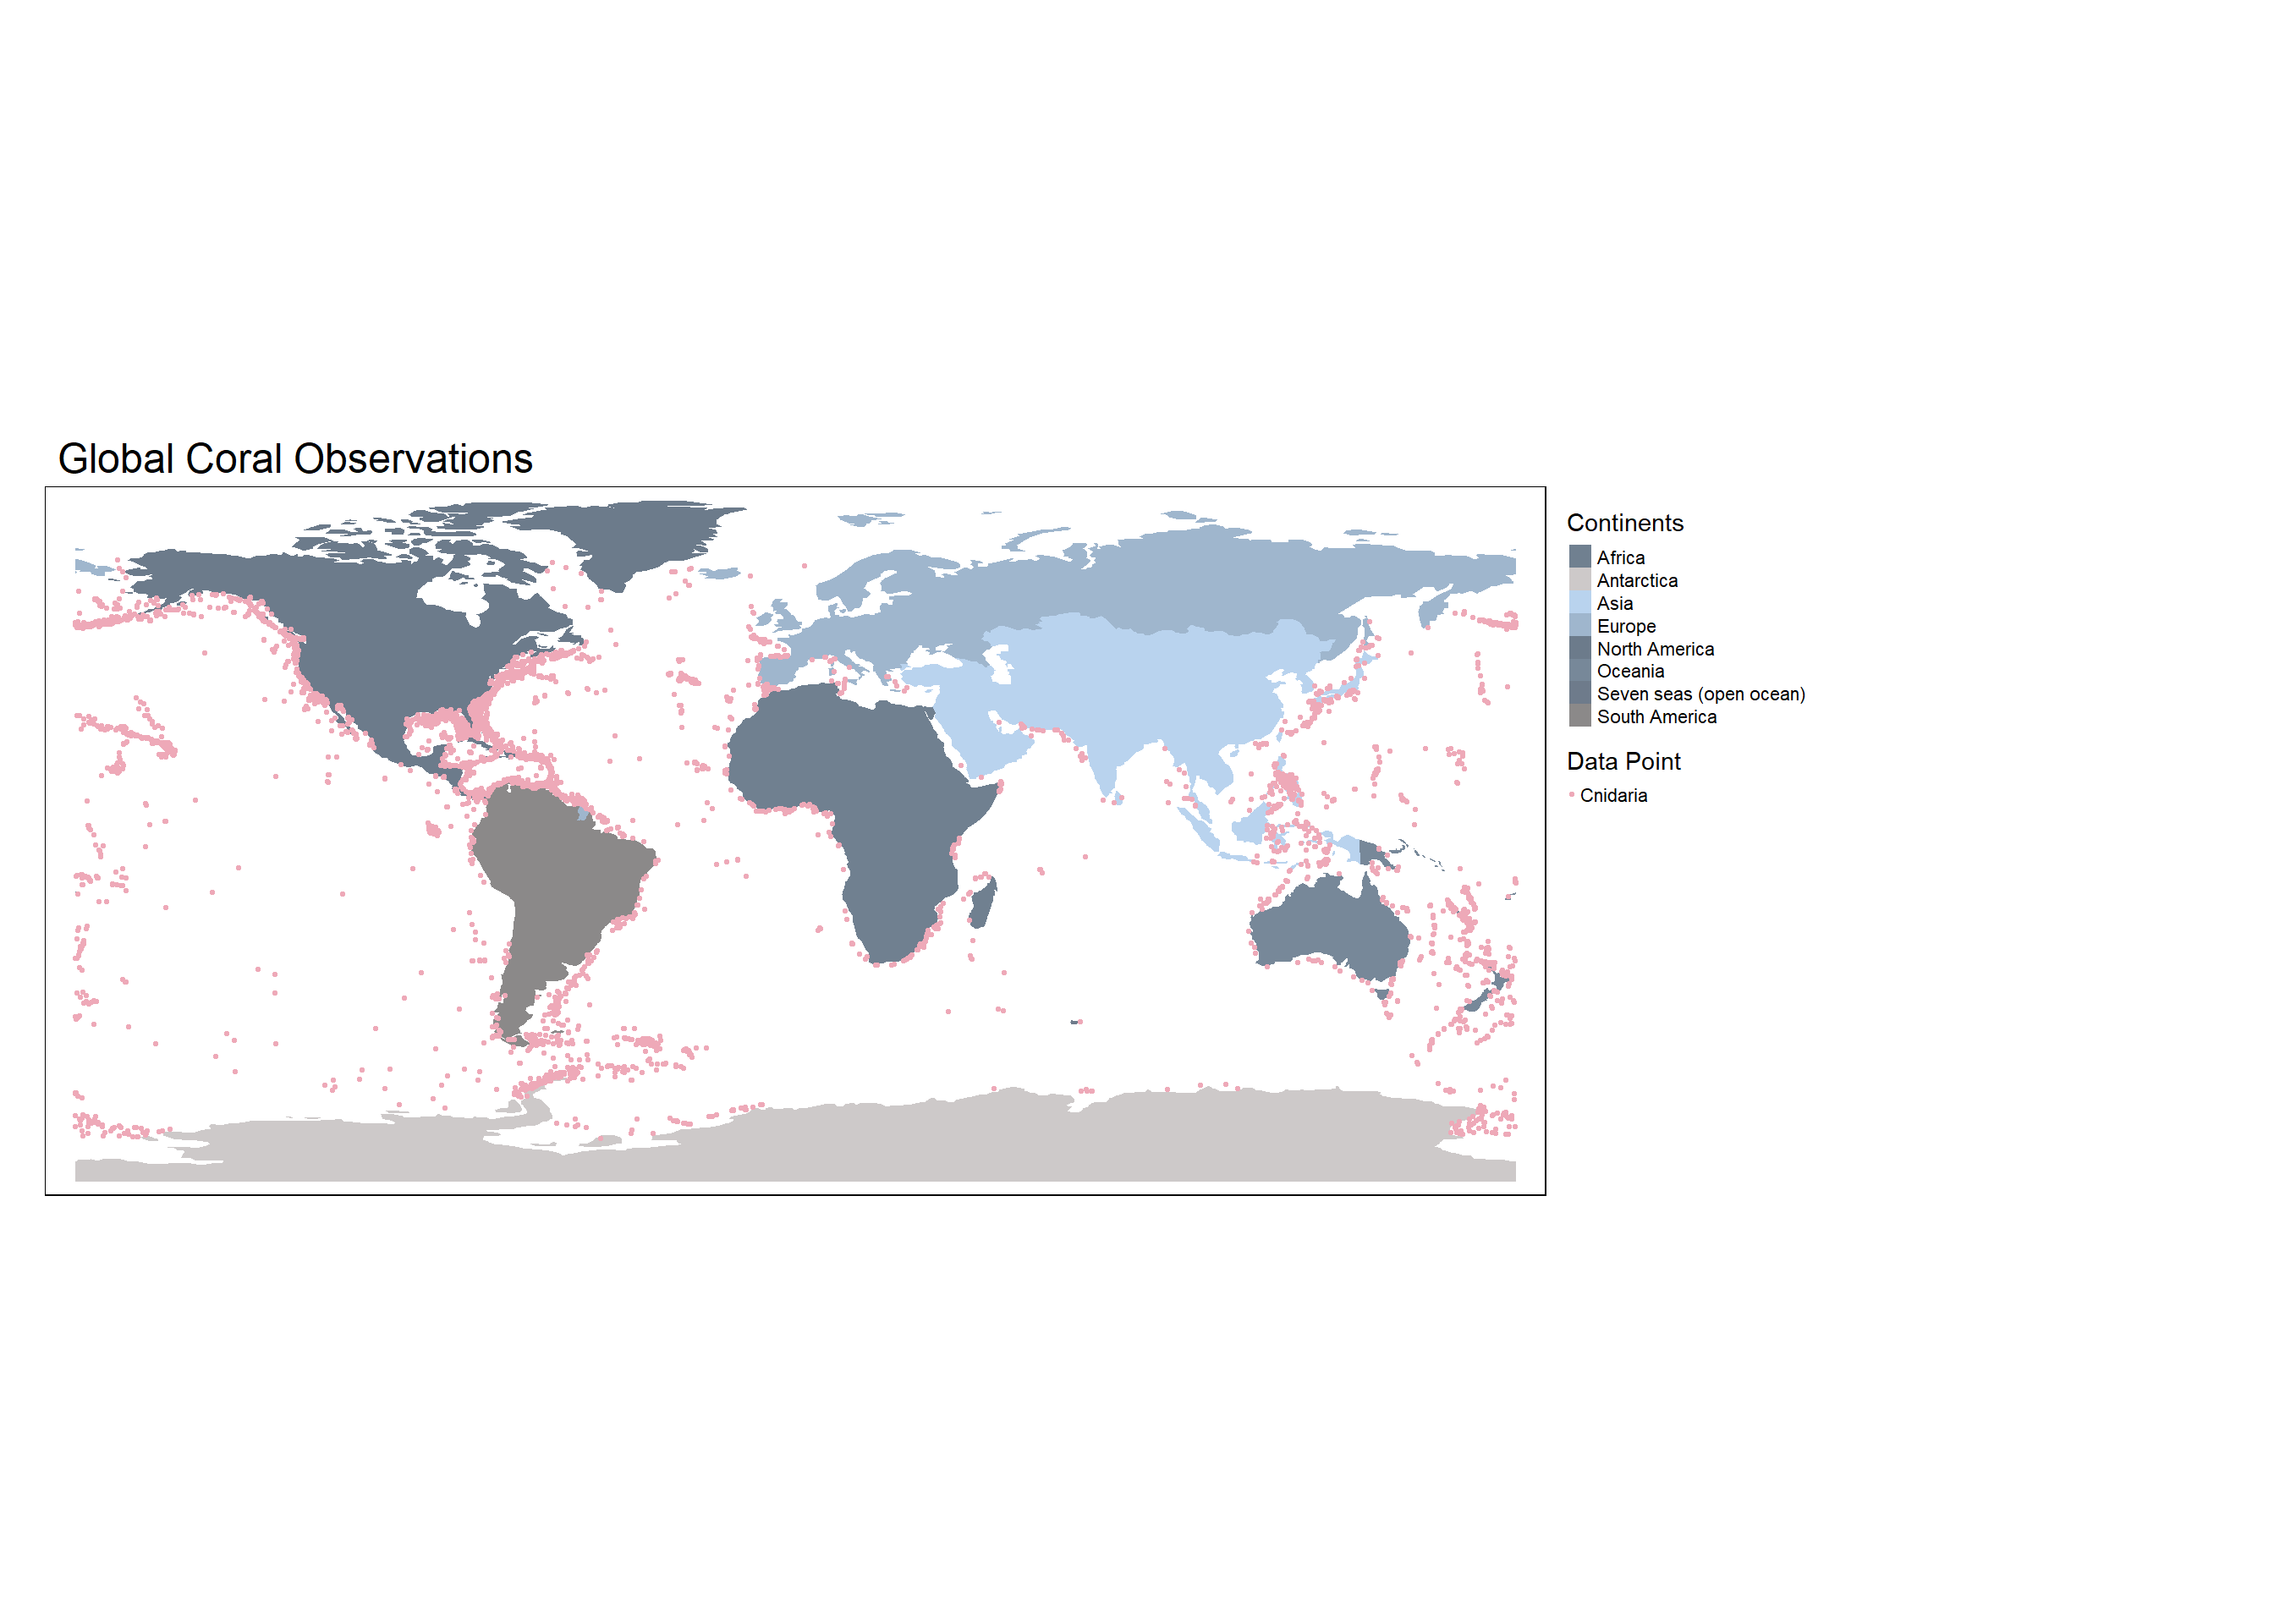 Global Coral Observations
Continents
Africa
Antarctica
Asia
Europe
North America
Oceania
Seven seas (open ocean)
South America
Data Point
Cnidaria